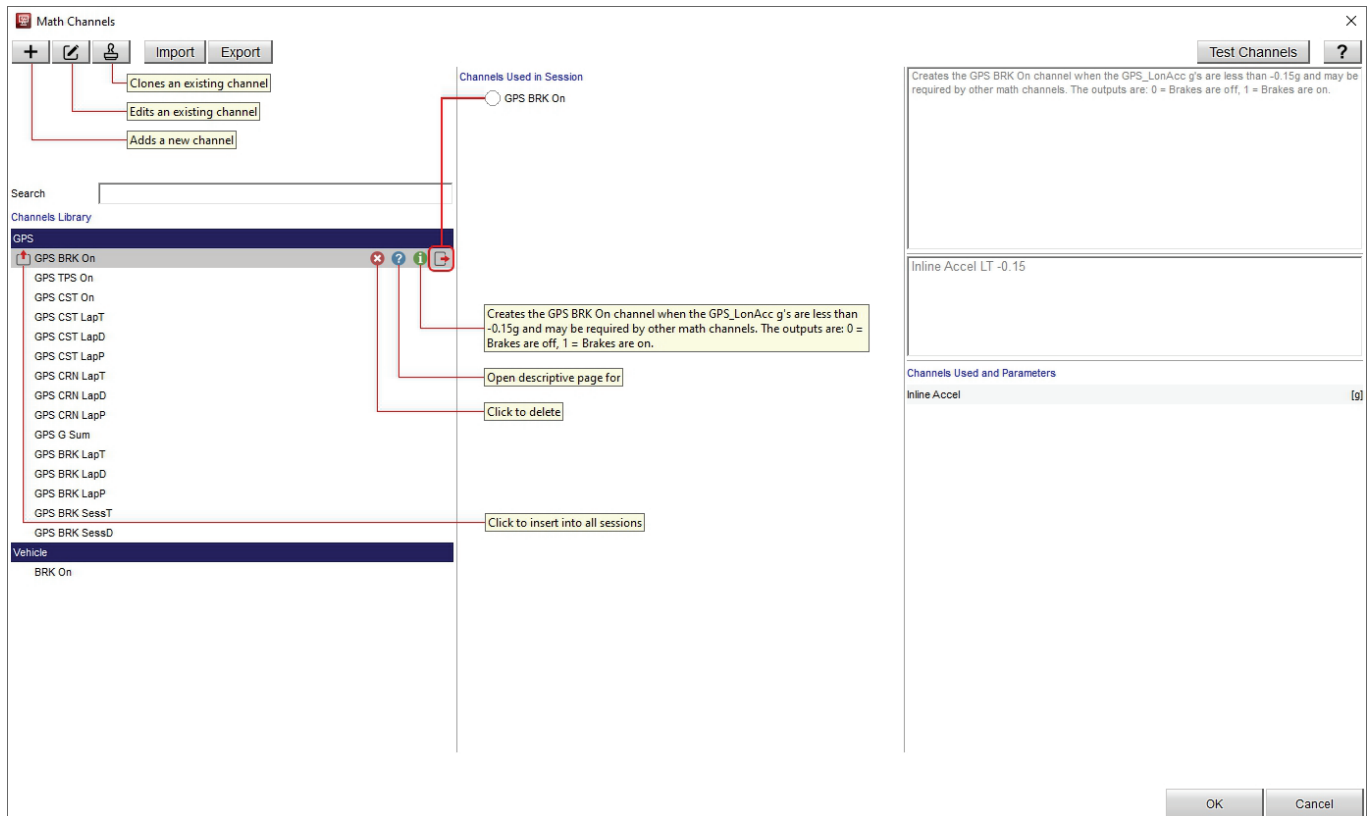 Math Channels
Import Export Test Channels ?
Clones an existing channel
Edits an existing channel
Adds a new channel
Search
Channels Library
GPS
GPS BRK On
GPS TPS On
GPS CST On
GPS CST LapT
GPS CST LapD
GPS CST LapP
GPS CRN LapT
GPS CRN LapD
GPS CRN LapP
GPS G Sum
GPS BRK LapT
GPS BRK LapD
GPS BRK LapP
GPS BRK SessT
GPS BRK SessD
Vehicle
BRK On
Channels Used in Session
GPS BRK On
Creates the GPS BRK On channel when the GPS_LonAcc g's are less than
-0.15g and may be required by other math channels. The outputs are: 0 =
Brakes are off, 1 = Brakes are on.
Open descriptive page for
Click to delete
Click to insert into all sessions
Creates the GPS BRK On channel when the GPS_LonAcc g's are less than -0.15g and may be
required by other math channels. The outputs are: 0 = Brakes are off, 1 = Brakes are on.
Inline Accel LT -0.15
Channels Used and Parameters
Inline Accel [g]
OK Cancel